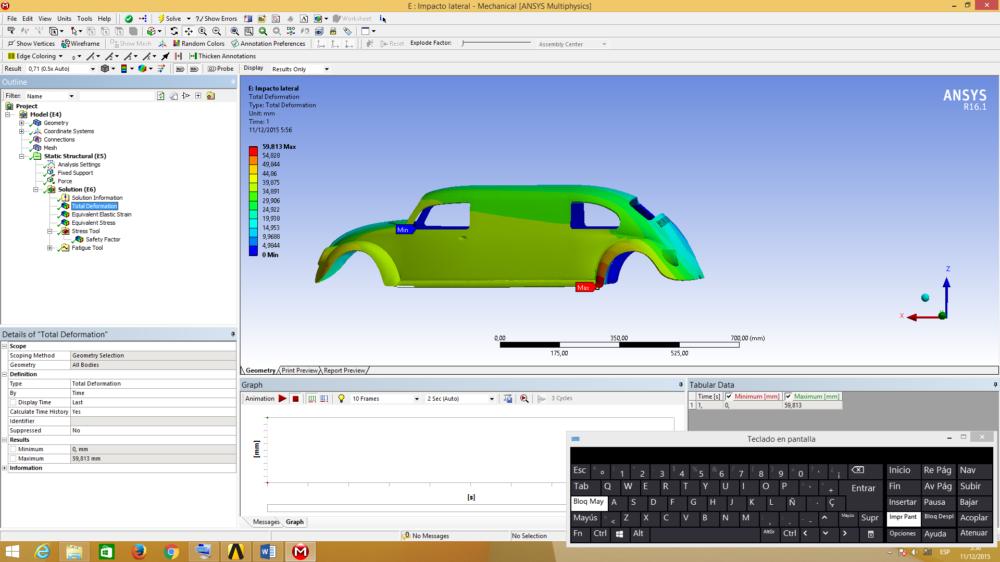 E : Impacto lateral - Mechanical [ANSYS Multiphysics]
File Edit View Units Tools Help Solve ?/ Show Errors Worksheet
Show Vertices Wireframe Show Mesh Random Colors Annotation Preferences Reset Explode Factor: Assembly Center
Edge Coloring Thicken Annotations
Result 0,71 (0.5x Auto) MAX MIN Probe Display Results Only
Outline
Filter: Name
Project
Model (E4)
Geometry
Coordinate Systems
Connections
Mesh
Static Structural (E5)
Analysis Settings
Fixed Support
Force
Solution (E6)
Solution Information
Total Deformation
Equivalent Elastic Strain
Equivalent Stress
Stress Tool
Safety Factor
Fatigue Tool
E: Impacto lateral
Total Deformation
Type: Total Deformation
Unit: mm
Time: 1
11/12/2015 5:56
59,813 Max
54,828
49,844
44,86
39,875
34,891
29,906
24,922
19,938
14,953
9,9688
4,9844
0 Min
ANSYS
R16.1
Min
Max
Z
X
0,00 350,00 700,00 (mm)
175,00 525,00
Geometry Print Preview Report Preview
Details of "Total Deformation"
Scope
Scoping Method Geometry Selection
Geometry All Bodies
Definition
Type Total Deformation
By Time
Display Time Last
Calculate Time History Yes
Identifier
Suppressed No
Results
Minimum 0, mm
Maximum 59,813 mm
Information
Graph
Animation 10 Frames 2 Sec (Auto) 3 Cycles
[mm]
[s]
Messages Graph
Tabular Data
Time [s] Minimum [mm] Maximum [mm]
1 1, 0, 59,813
No Messages No Selection
Teclado en pantalla
Esc ª º ! 1 " 2 · 3 $ 4 % 5 & 6 / 7 ( 8 ) 9 = 0 ? ' ¿ ¡ Inicio Re Pág Nav
Tab Q W E R T Y U I O P ^ ` * + Entrar Fin Av Pág Subir
Bloq May A S D F G H J K L Ñ ¨ ´ Ç Insertar Pausa Bajar
Mayús > < Z X C V B N M ; , : . _ - ^ Mayús Supr Impr Pant Bloq Despl Acoplar
Fn Ctrl Alt AltGr Ctrl Opciones Ayuda Atenuar
ESP
11/12/2015